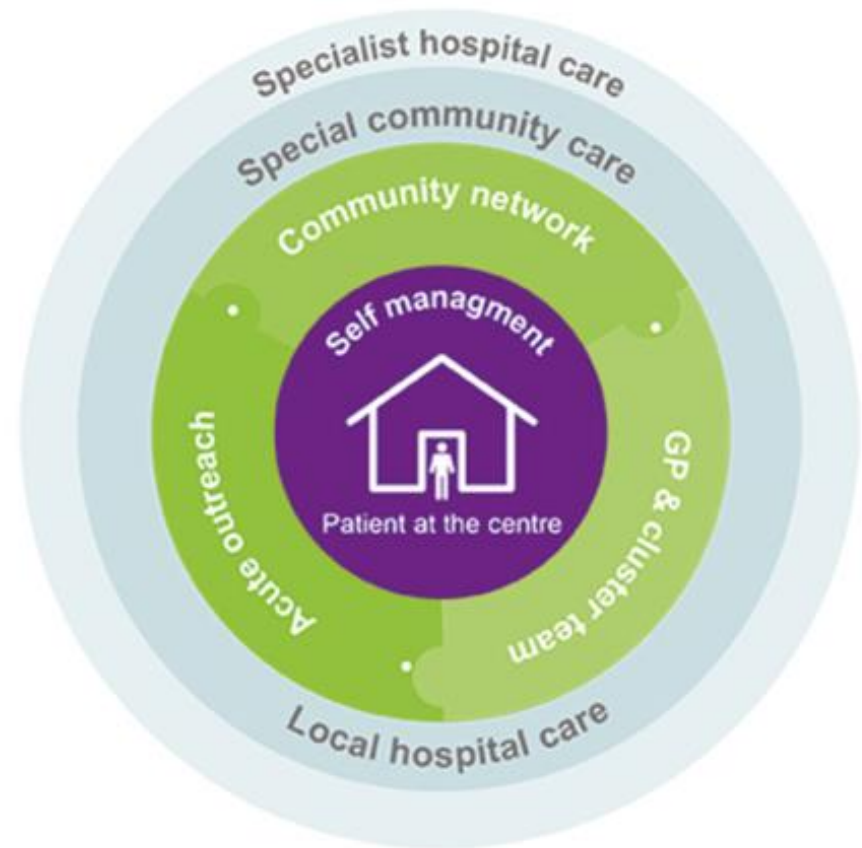 Specialist hospital care
Special community care
Community network
Self managment
Acute outreach
GP & cluster team
Patient at the centre
Local hospital care